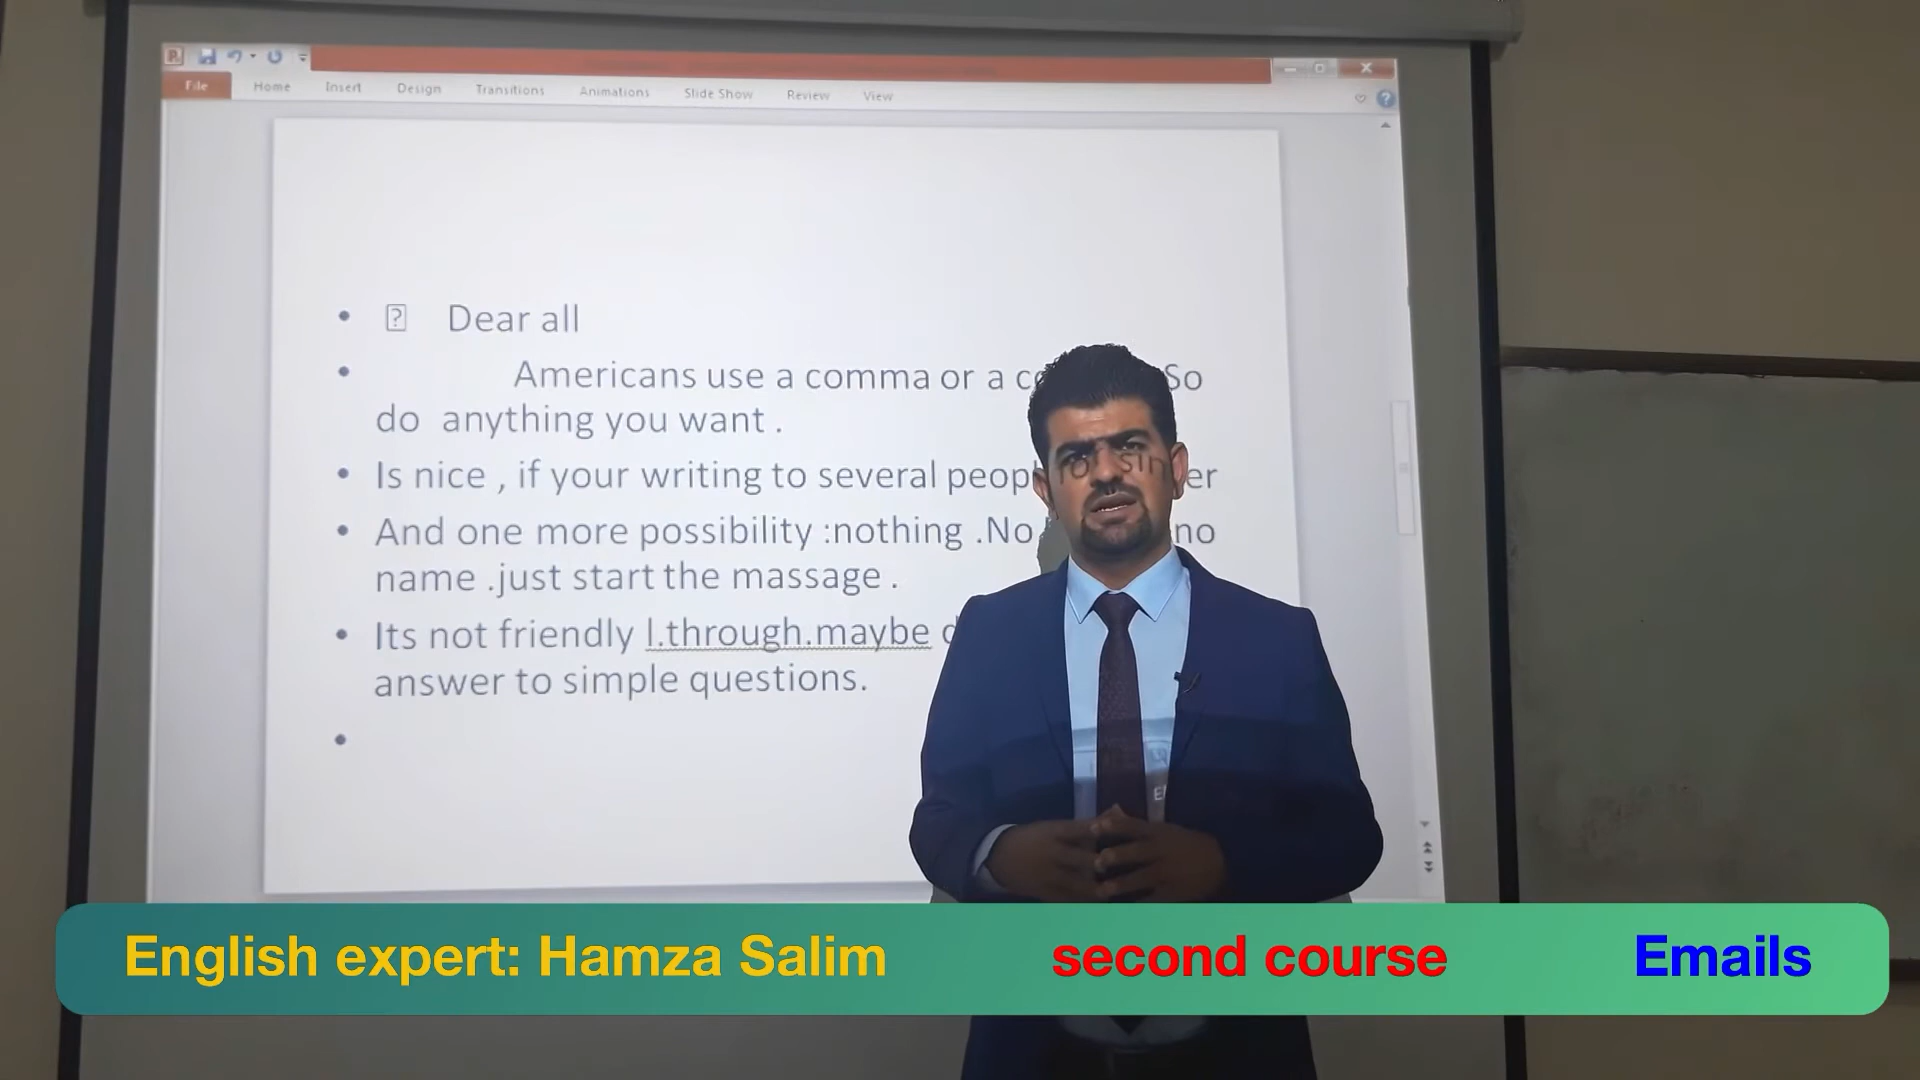 File Home Insert Design Transitions Animations Slide Show Review View
• Dear all
• Americans use a comma or a So
do anything you want .
• Is nice , if your writing to several
• And one more possibility :nothing .No no
name .just start the massage .
• Its not friendly l.through.maybe
answer to simple questions.
•
English expert: Hamza Salim second course Emails